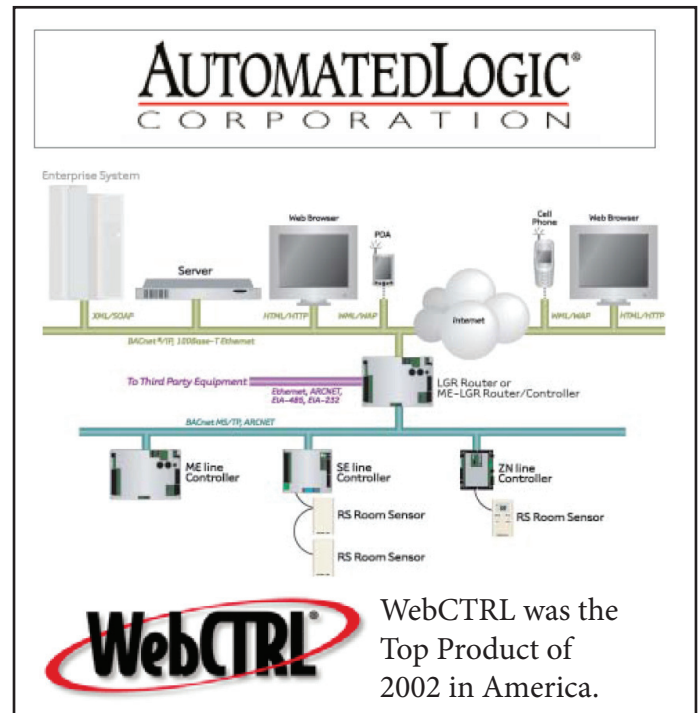 AUTOMATEDLOGIC®
CORPORATION
Enterprise System
Server
Web Browser
PDA
Cell
Phone
Web Browser
Internet
XML/SOAP
HTML/HTTP
WML/WAP
WML/WAP
HTML/HTTP
BACnet®/IP, 100Base-T Ethernet
To Third Party Equipment
Ethernet, ARCNET,
EIA-485, EIA-232
LGR Router or
ME-LGR Router/Controller
BACnet MS/TP, ARCNET
ME line
Controller
SE line
Controller
ZN line
Controller
RS Room Sensor
RS Room Sensor
RS Room Sensor
WebCTRL®
WebCTRL was the
Top Product of
2002 in America.